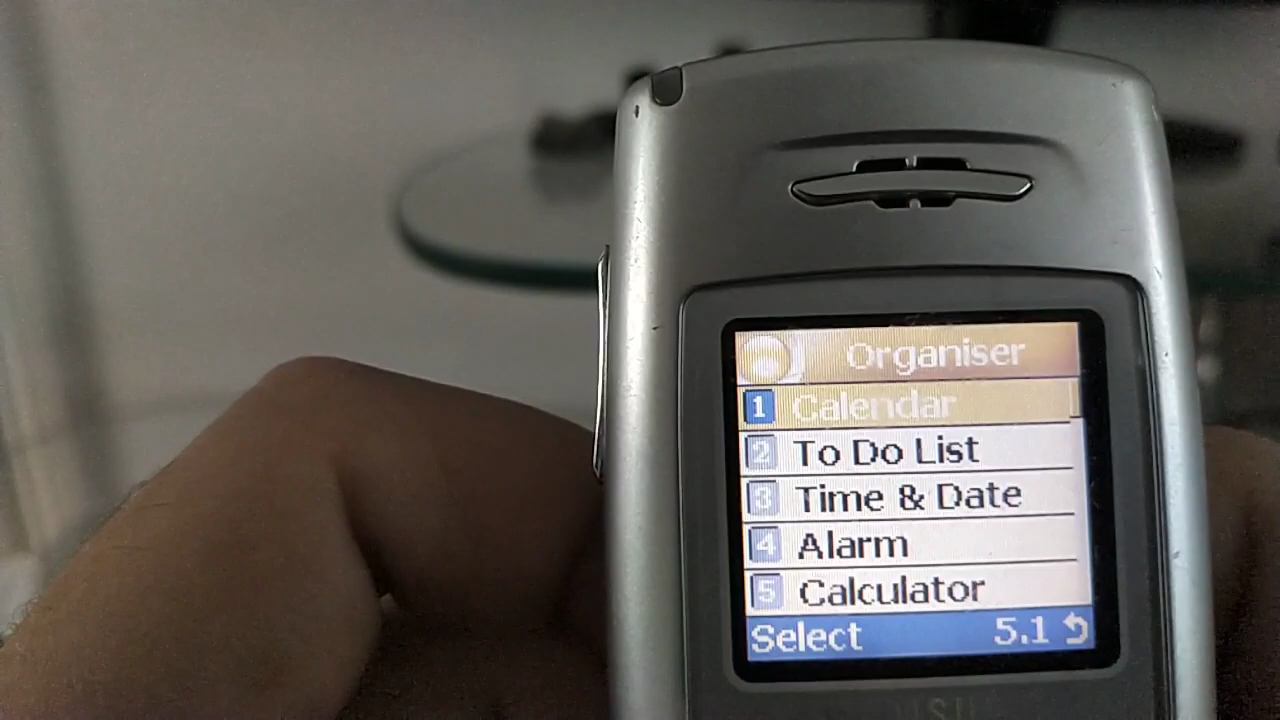 Organiser
1 Calendar
2 To Do List
3 Time & Date
4 Alarm
5 Calculator
Select 5.1